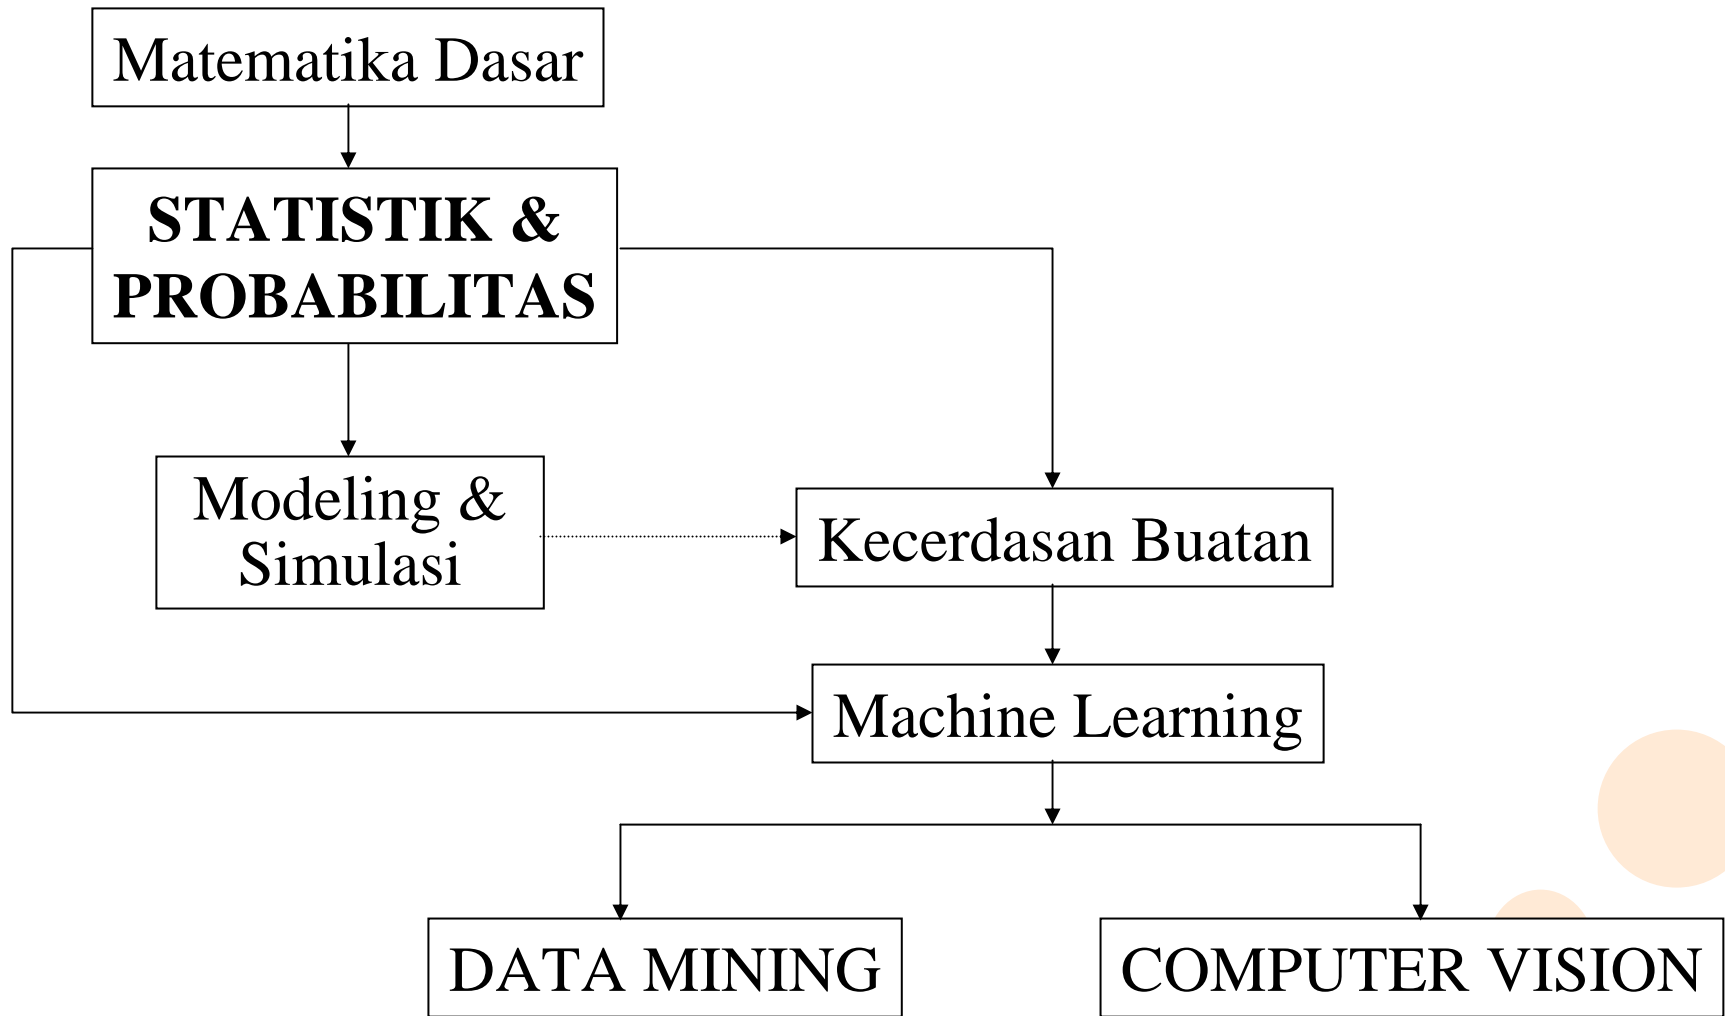 Matematika Dasar
STATISTIK &
PROBABILITAS
Modeling &
Simulasi
Kecerdasan Buatan
Machine Learning
DATA MINING
COMPUTER VISION